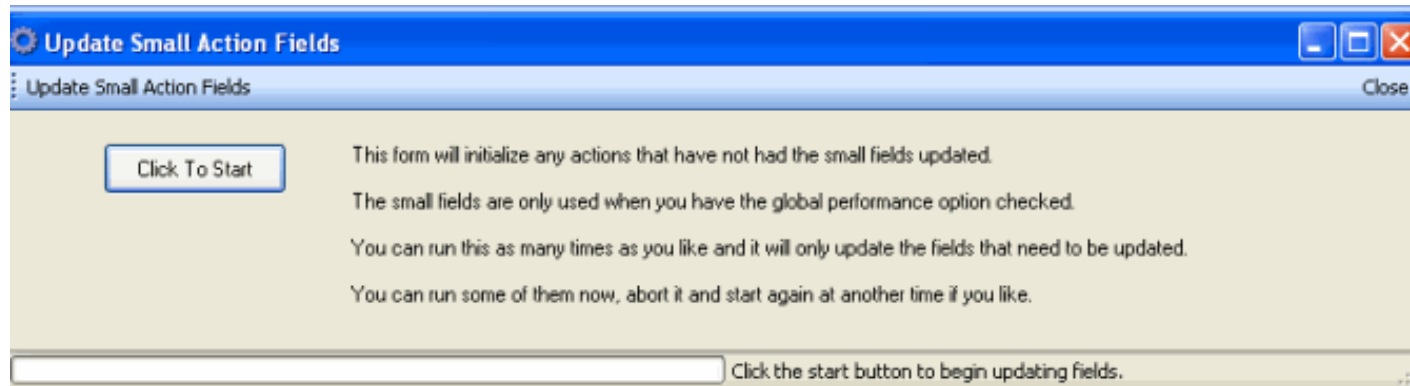 Update Small Action Fields
Update Small Action Fields Close
Click To Start
This form will initialize any actions that have not had the small fields updated.
The small fields are only used when you have the global performance option checked.
You can run this as many times as you like and it will only update the fields that need to be updated.
You can run some of them now, abort it and start again at another time if you like.
Click the start button to begin updating fields.